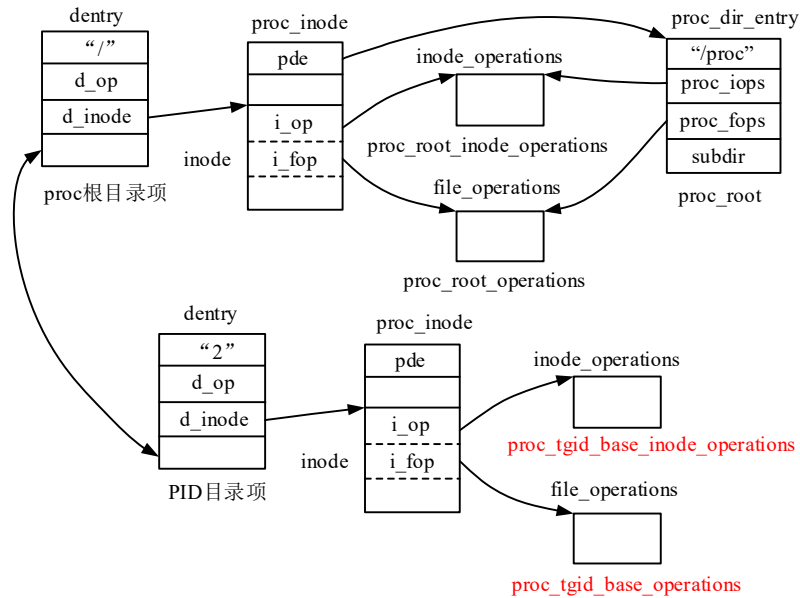 dentry
“/”
d_op
d_inode
proc根目录项
proc_inode
pde
i_op
i_fop
inode
inode_operations
proc_root_inode_operations
file_operations
proc_root_operations
proc_dir_entry
“/proc”
proc_iops
proc_fops
subdir
proc_root
dentry
“2”
d_op
d_inode
PID目录项
proc_inode
pde
i_op
i_fop
inode
inode_operations
proc_tgid_base_inode_operations
file_operations
proc_tgid_base_operations